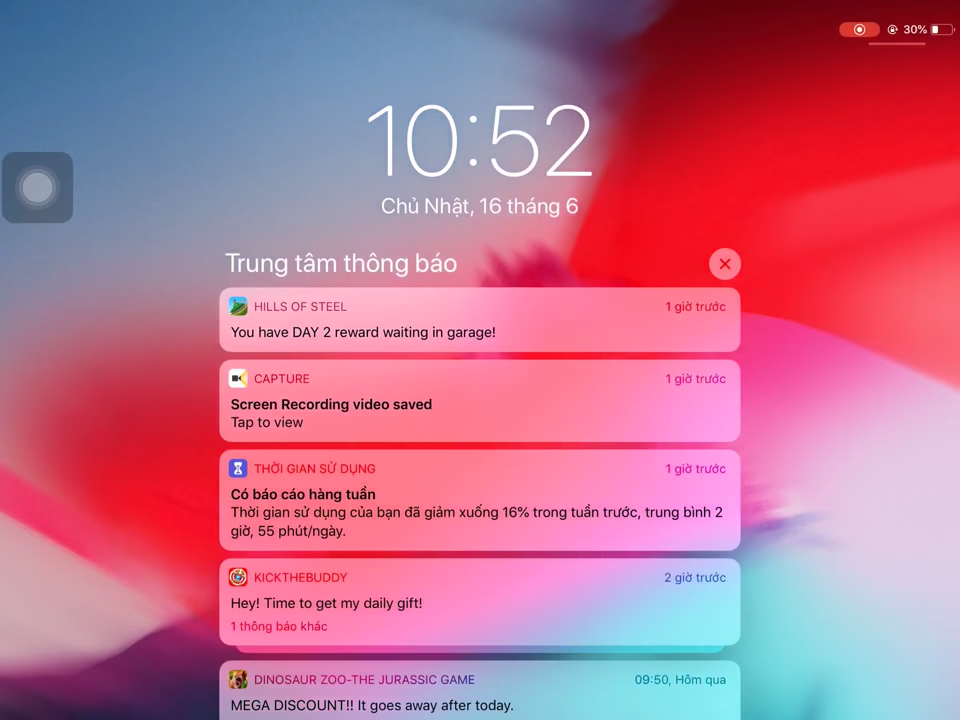 30%
10:52
Chủ Nhật, 16 tháng 6
Trung tâm thông báo
HILLS OF STEEL 1 giờ trước
You have DAY 2 reward waiting in garage!
CAPTURE 1 giờ trước
Screen Recording video saved
Tap to view
THỜI GIAN SỬ DỤNG 1 giờ trước
Có báo cáo hàng tuần
Thời gian sử dụng của bạn đã giảm xuống 16% trong tuần trước, trung bình 2
giờ, 55 phút/ngày.
KICKTHEBUDDY 2 giờ trước
Hey! Time to get my daily gift!
1 thông báo khác
DINOSAUR ZOO-THE JURASSIC GAME 09:50, Hôm qua
MEGA DISCOUNT!! It goes away after today.